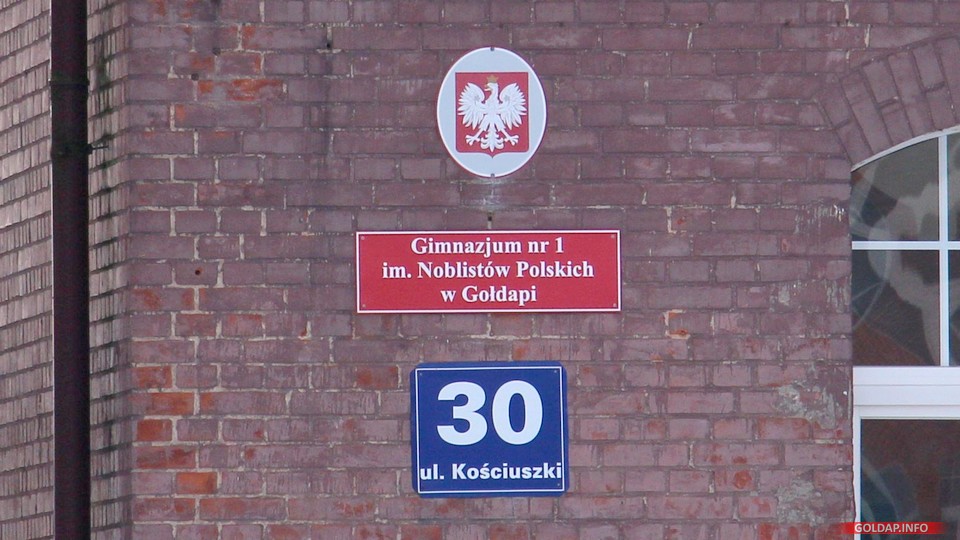 Gimnazjum nr 1
im. Noblistów Polskich
w Gołdapi
30
ul. Kościuszki
GOLDAP.INFO